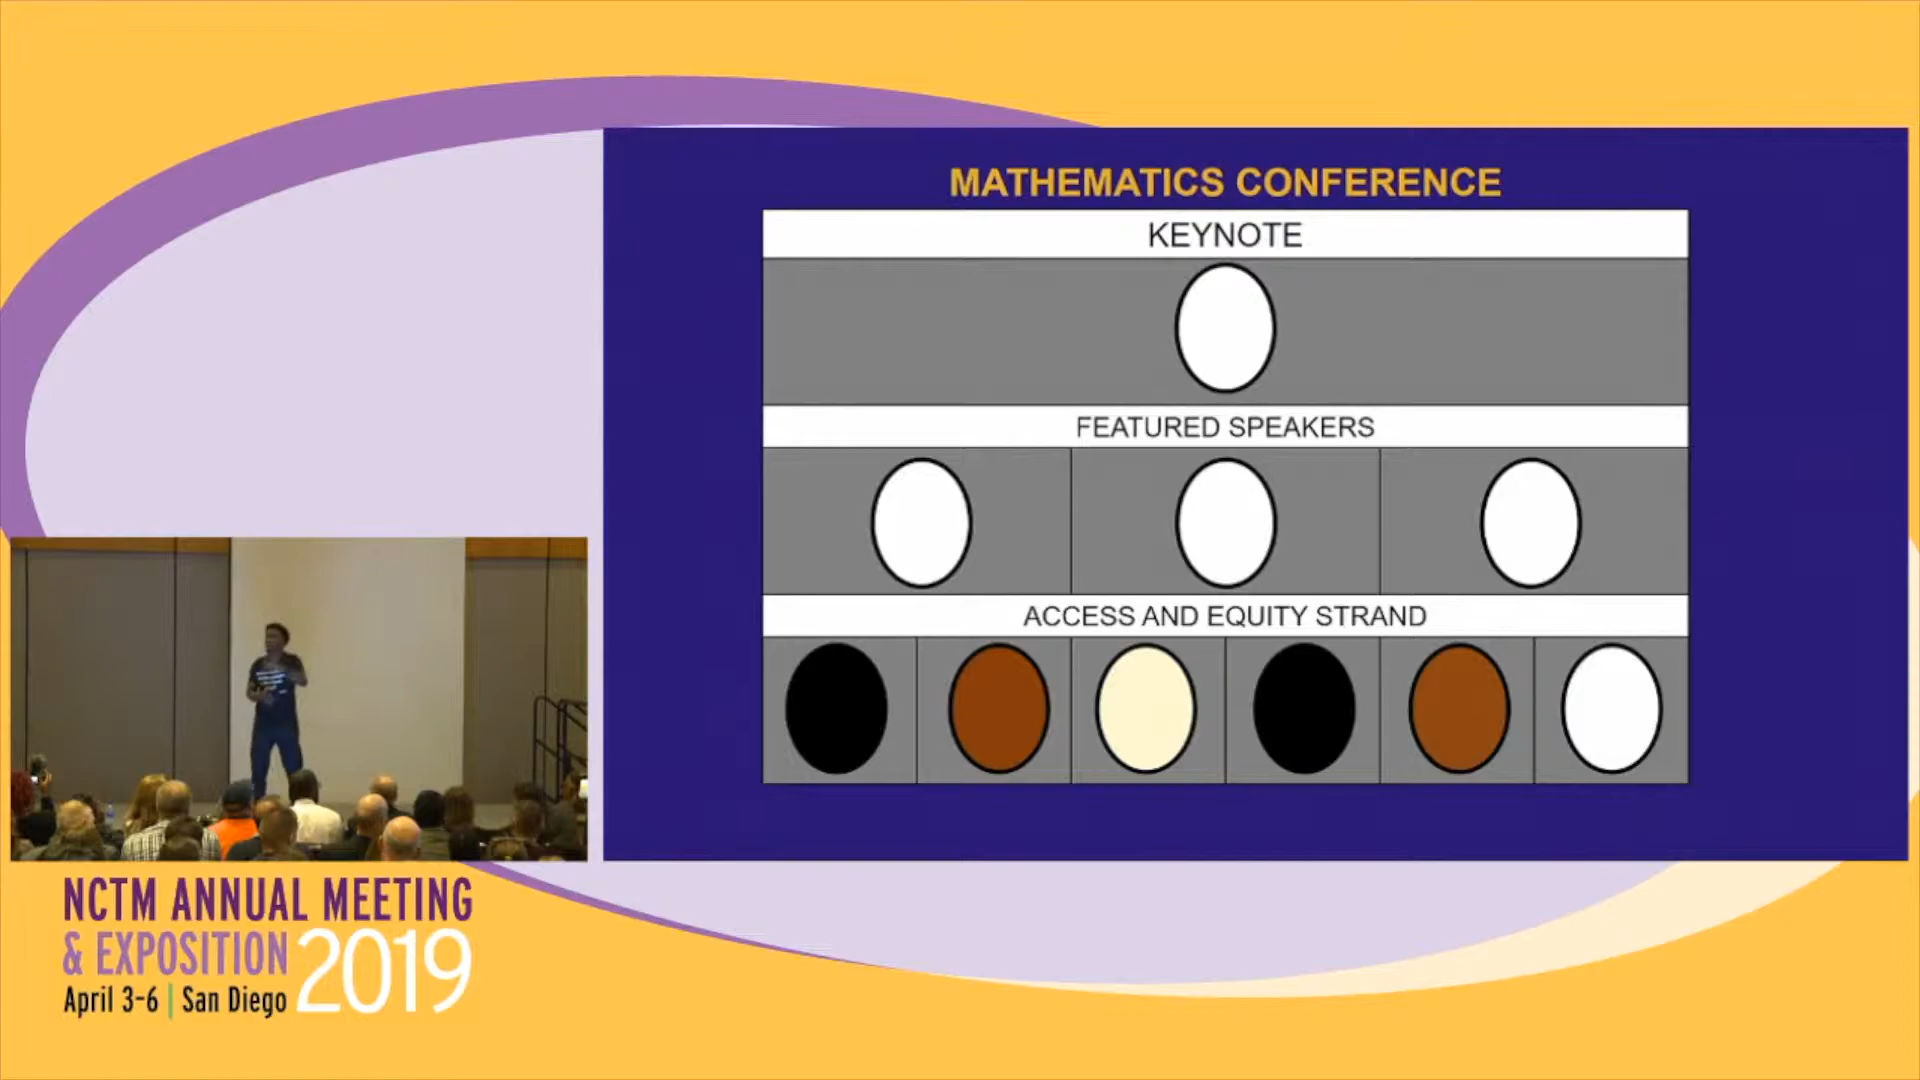 MATHEMATICS CONFERENCE
KEYNOTE
FEATURED SPEAKERS
ACCESS AND EQUITY STRAND
NCTM ANNUAL MEETING
& EXPOSITION 2019
April 3-6 | San Diego